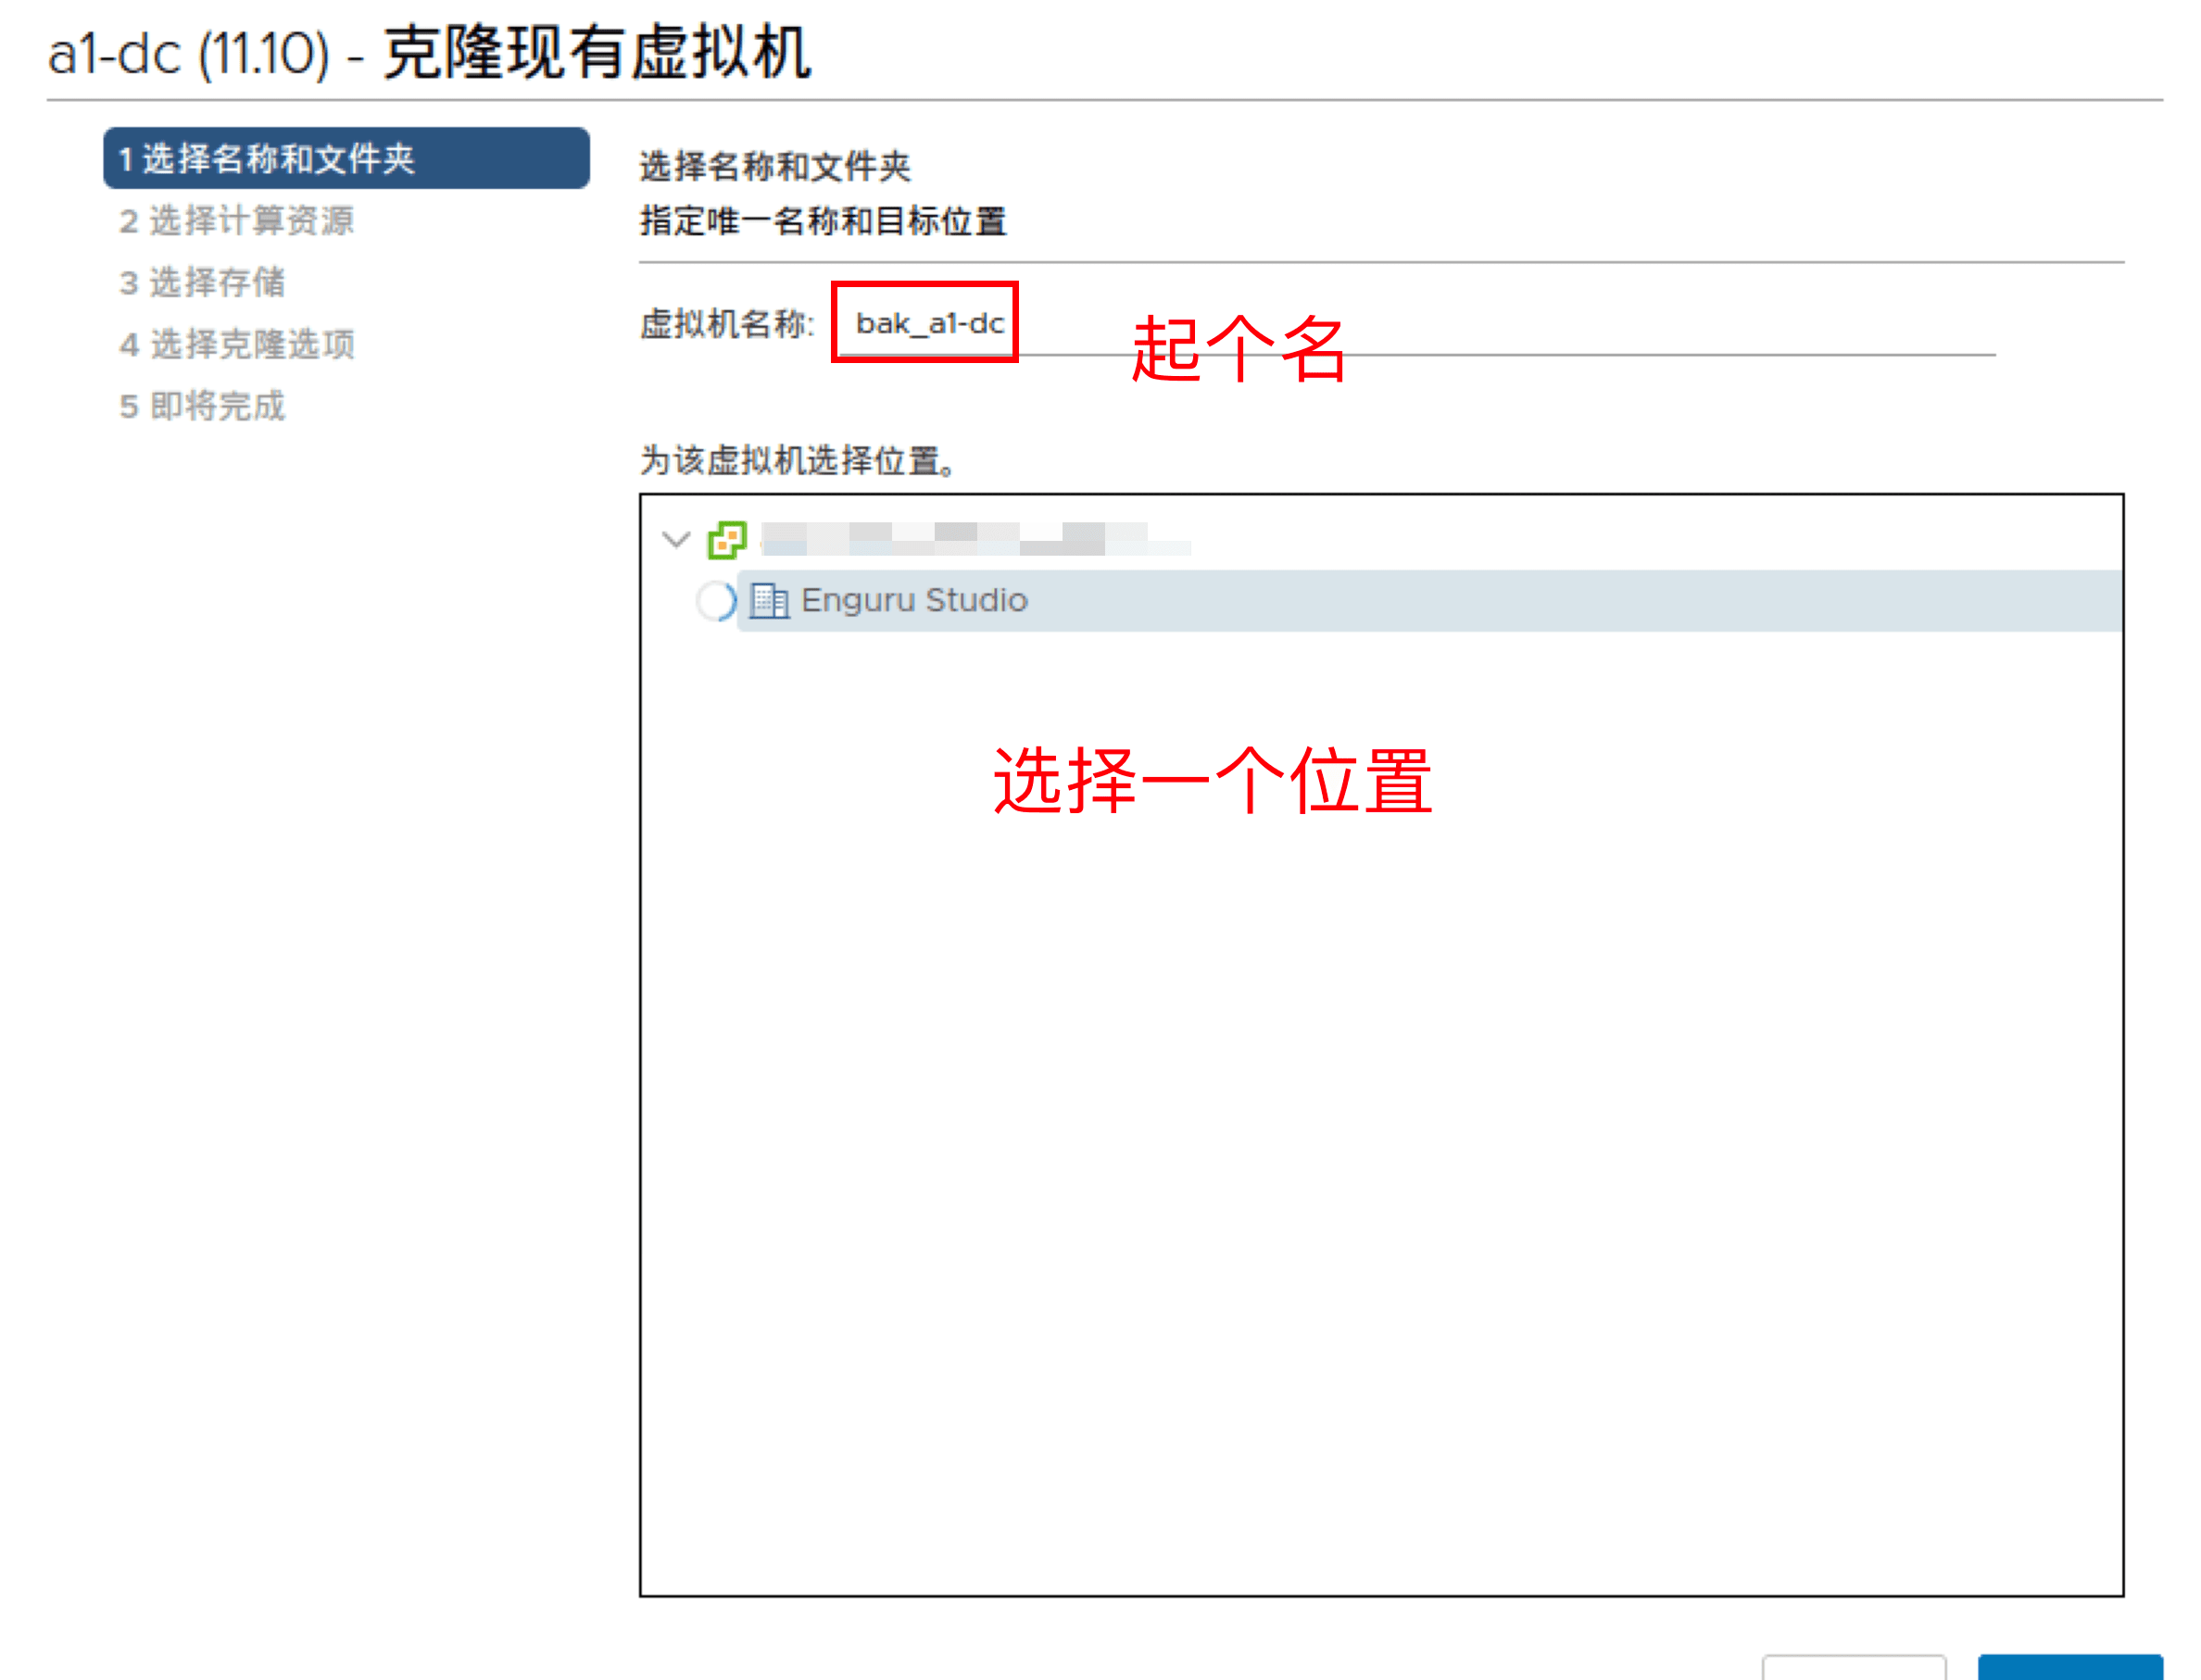 a1-dc (11.10) - 克隆现有虚拟机
1 选择名称和文件夹
2 选择计算资源
3 选择存储
4 选择克隆选项
5 即将完成
选择名称和文件夹
指定唯一名称和目标位置
虚拟机名称: bak_a1-dc
起个名
为该虚拟机选择位置。
Enguru Studio
选择一个位置